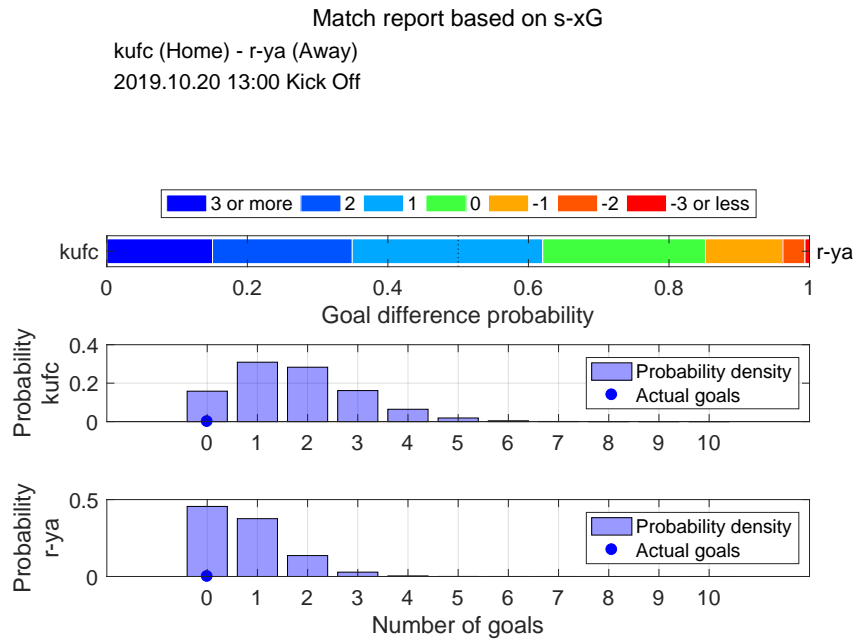 Match report based on s-xG
kufc (Home) - r-ya (Away)
2019.10.20 13:00 Kick Off
3 or more 2 1 0 -1 -2 -3 or less
kufc r-ya
0 0.2 0.4 0.6 0.8 1
Goal difference probability
Probability
kufc
0.4
0.2
0
Probability density
Actual goals
0 1 2 3 4 5 6 7 8 9 10
Probability
r-ya
0.5
0
Probability density
Actual goals
0 1 2 3 4 5 6 7 8 9 10
Number of goals